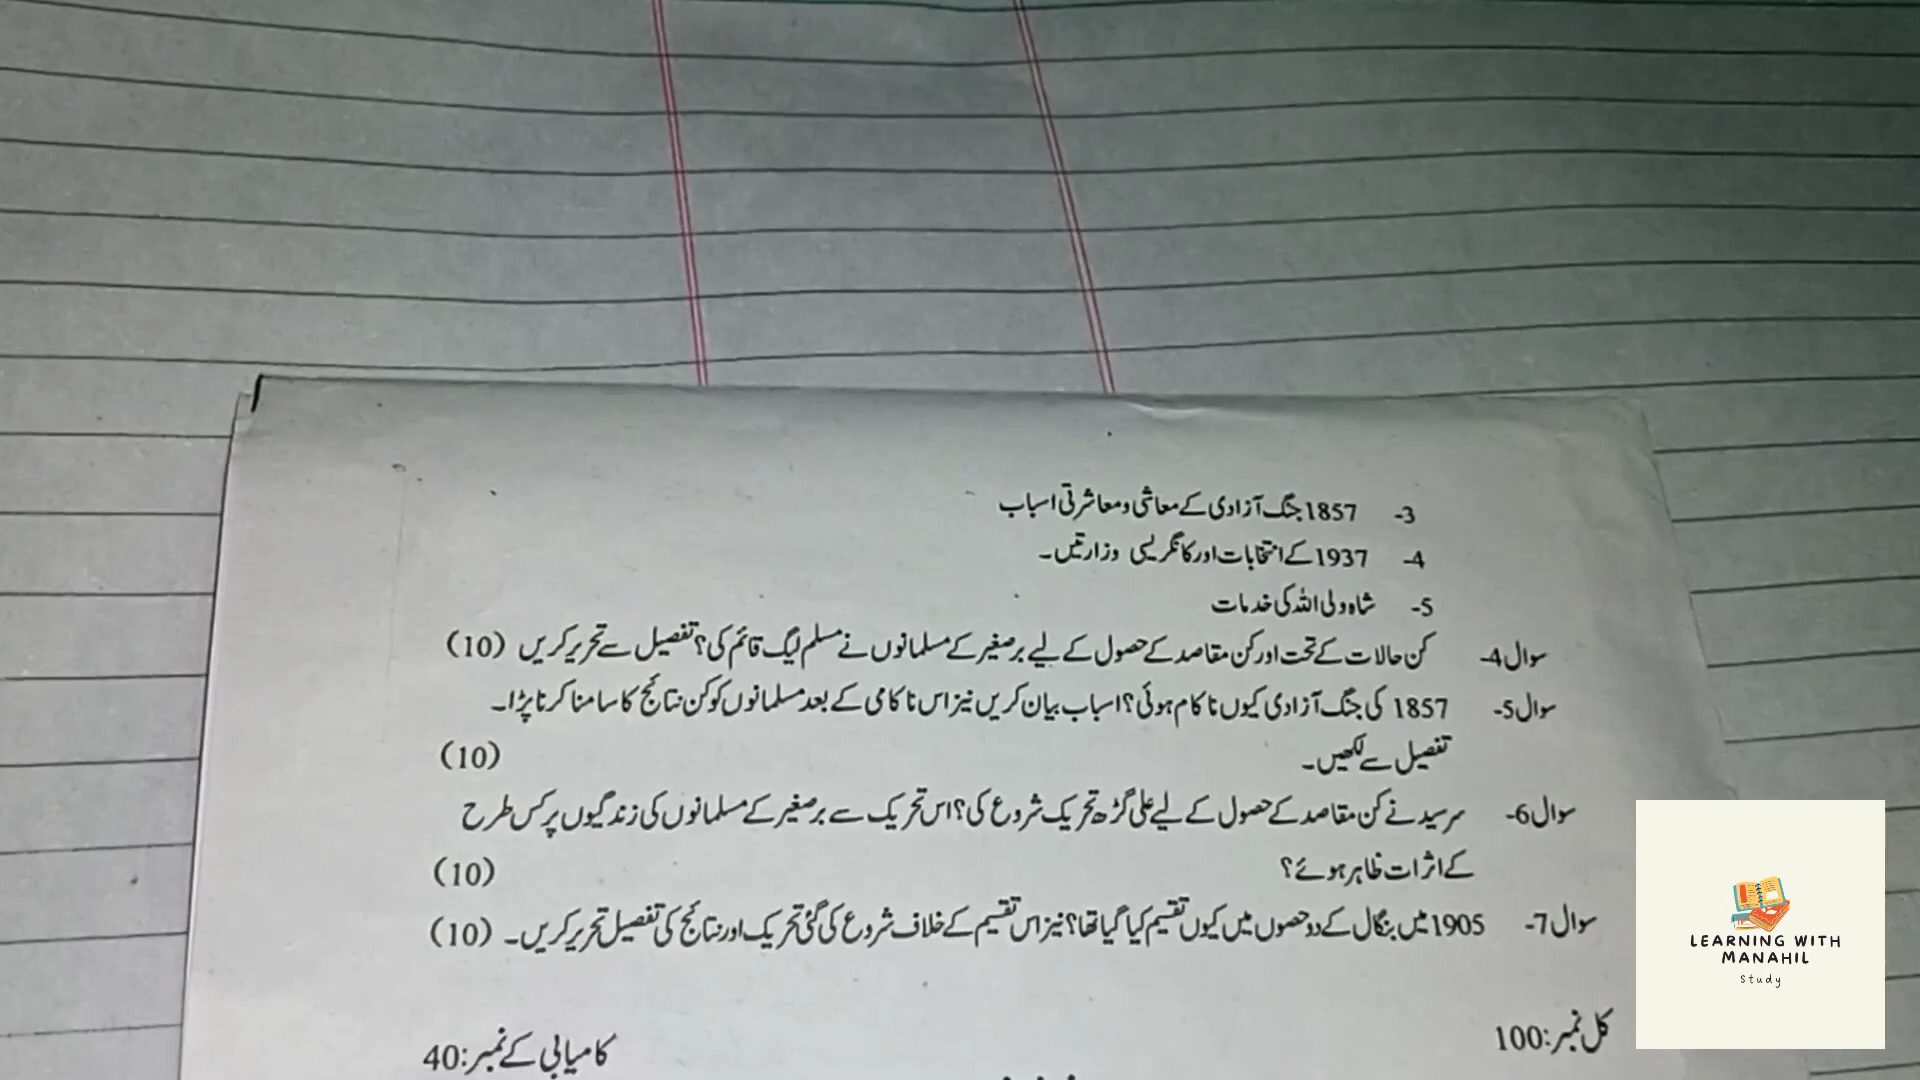 3- 1857 جنگ آزادی کے معاشی و معاشرتی اسباب
4- 1937 کے انتخابات اور کانگریسی وزارتیں۔
5- شاہ ولی اللہ کی خدمات
سوال 4- کن حالات کے تحت اور کن مقاصد کے حصول کے لیے برصغیر کے مسلمانوں نے مسلم لیگ قائم کی؟ تفصیل سے تحریر کریں (10)
سوال 5- 1857 کی جنگ آزادی کیوں ناکام ہوئی؟ اسباب بیان کریں نیز اس ناکامی کے بعد مسلمانوں کو کن نتائج کا سامنا کرنا پڑا۔
تفصیل سے لکھیں۔ (10)
سوال 6- سرسید نے کن مقاصد کے حصول کے لیے علی گڑھ تحریک شروع کی؟ اس تحریک سے برصغیر کے مسلمانوں کی زندگیوں پر کس طرح
کے اثرات ظاہر ہوئے؟ (10)
سوال 7- 1905 میں بنگال کے دو حصوں میں کیوں تقسیم کیا گیا تھا؟ نیز اس تقسیم کے خلاف شروع کی گئی تحریک اور نتائج کی تفصیل تحریر کریں۔ (10)
کل نمبر: 100 کامیابی کے نمبر: 40
LEARNING WITH
MANAHIL
Study